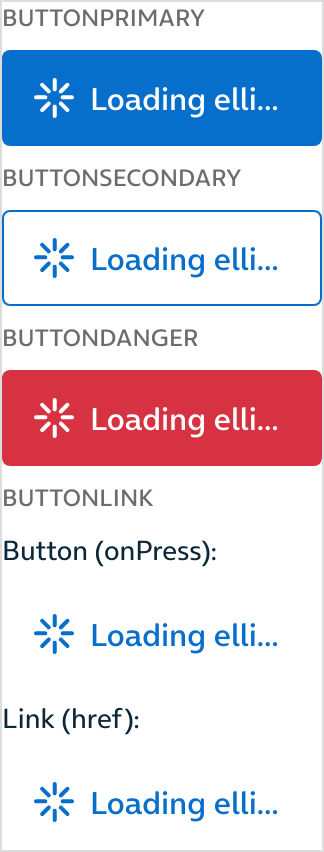 BUTTONPRIMARY
Loading elli...
BUTTONSECONDARY
Loading elli...
BUTTONDANGER
Loading elli...
BUTTONLINK
Button (onPress):
Loading elli...
Link (href):
Loading elli...